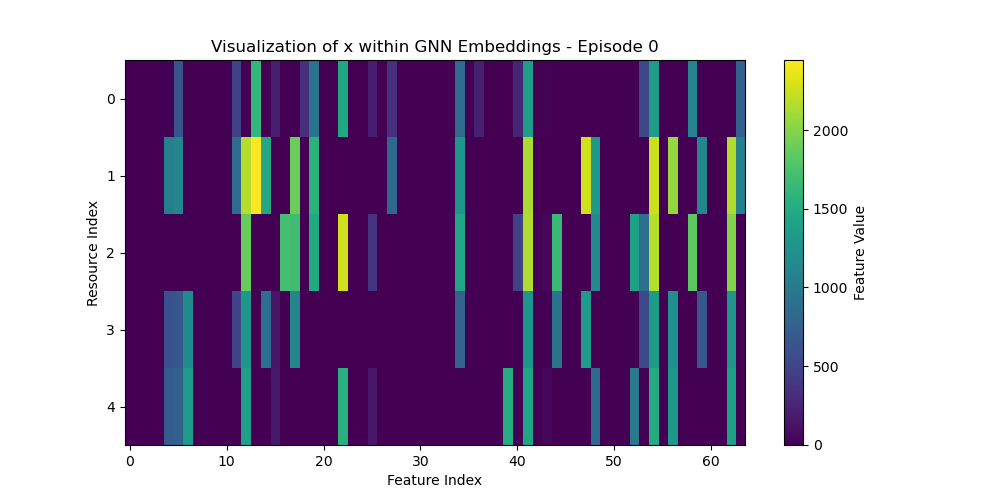 Visualization of x within GNN Embeddings - Episode 0
Resource Index
0
1
2
3
4
0 10 20 30 40 50 60
Feature Index
2000
1500
1000
500
0
Feature Value